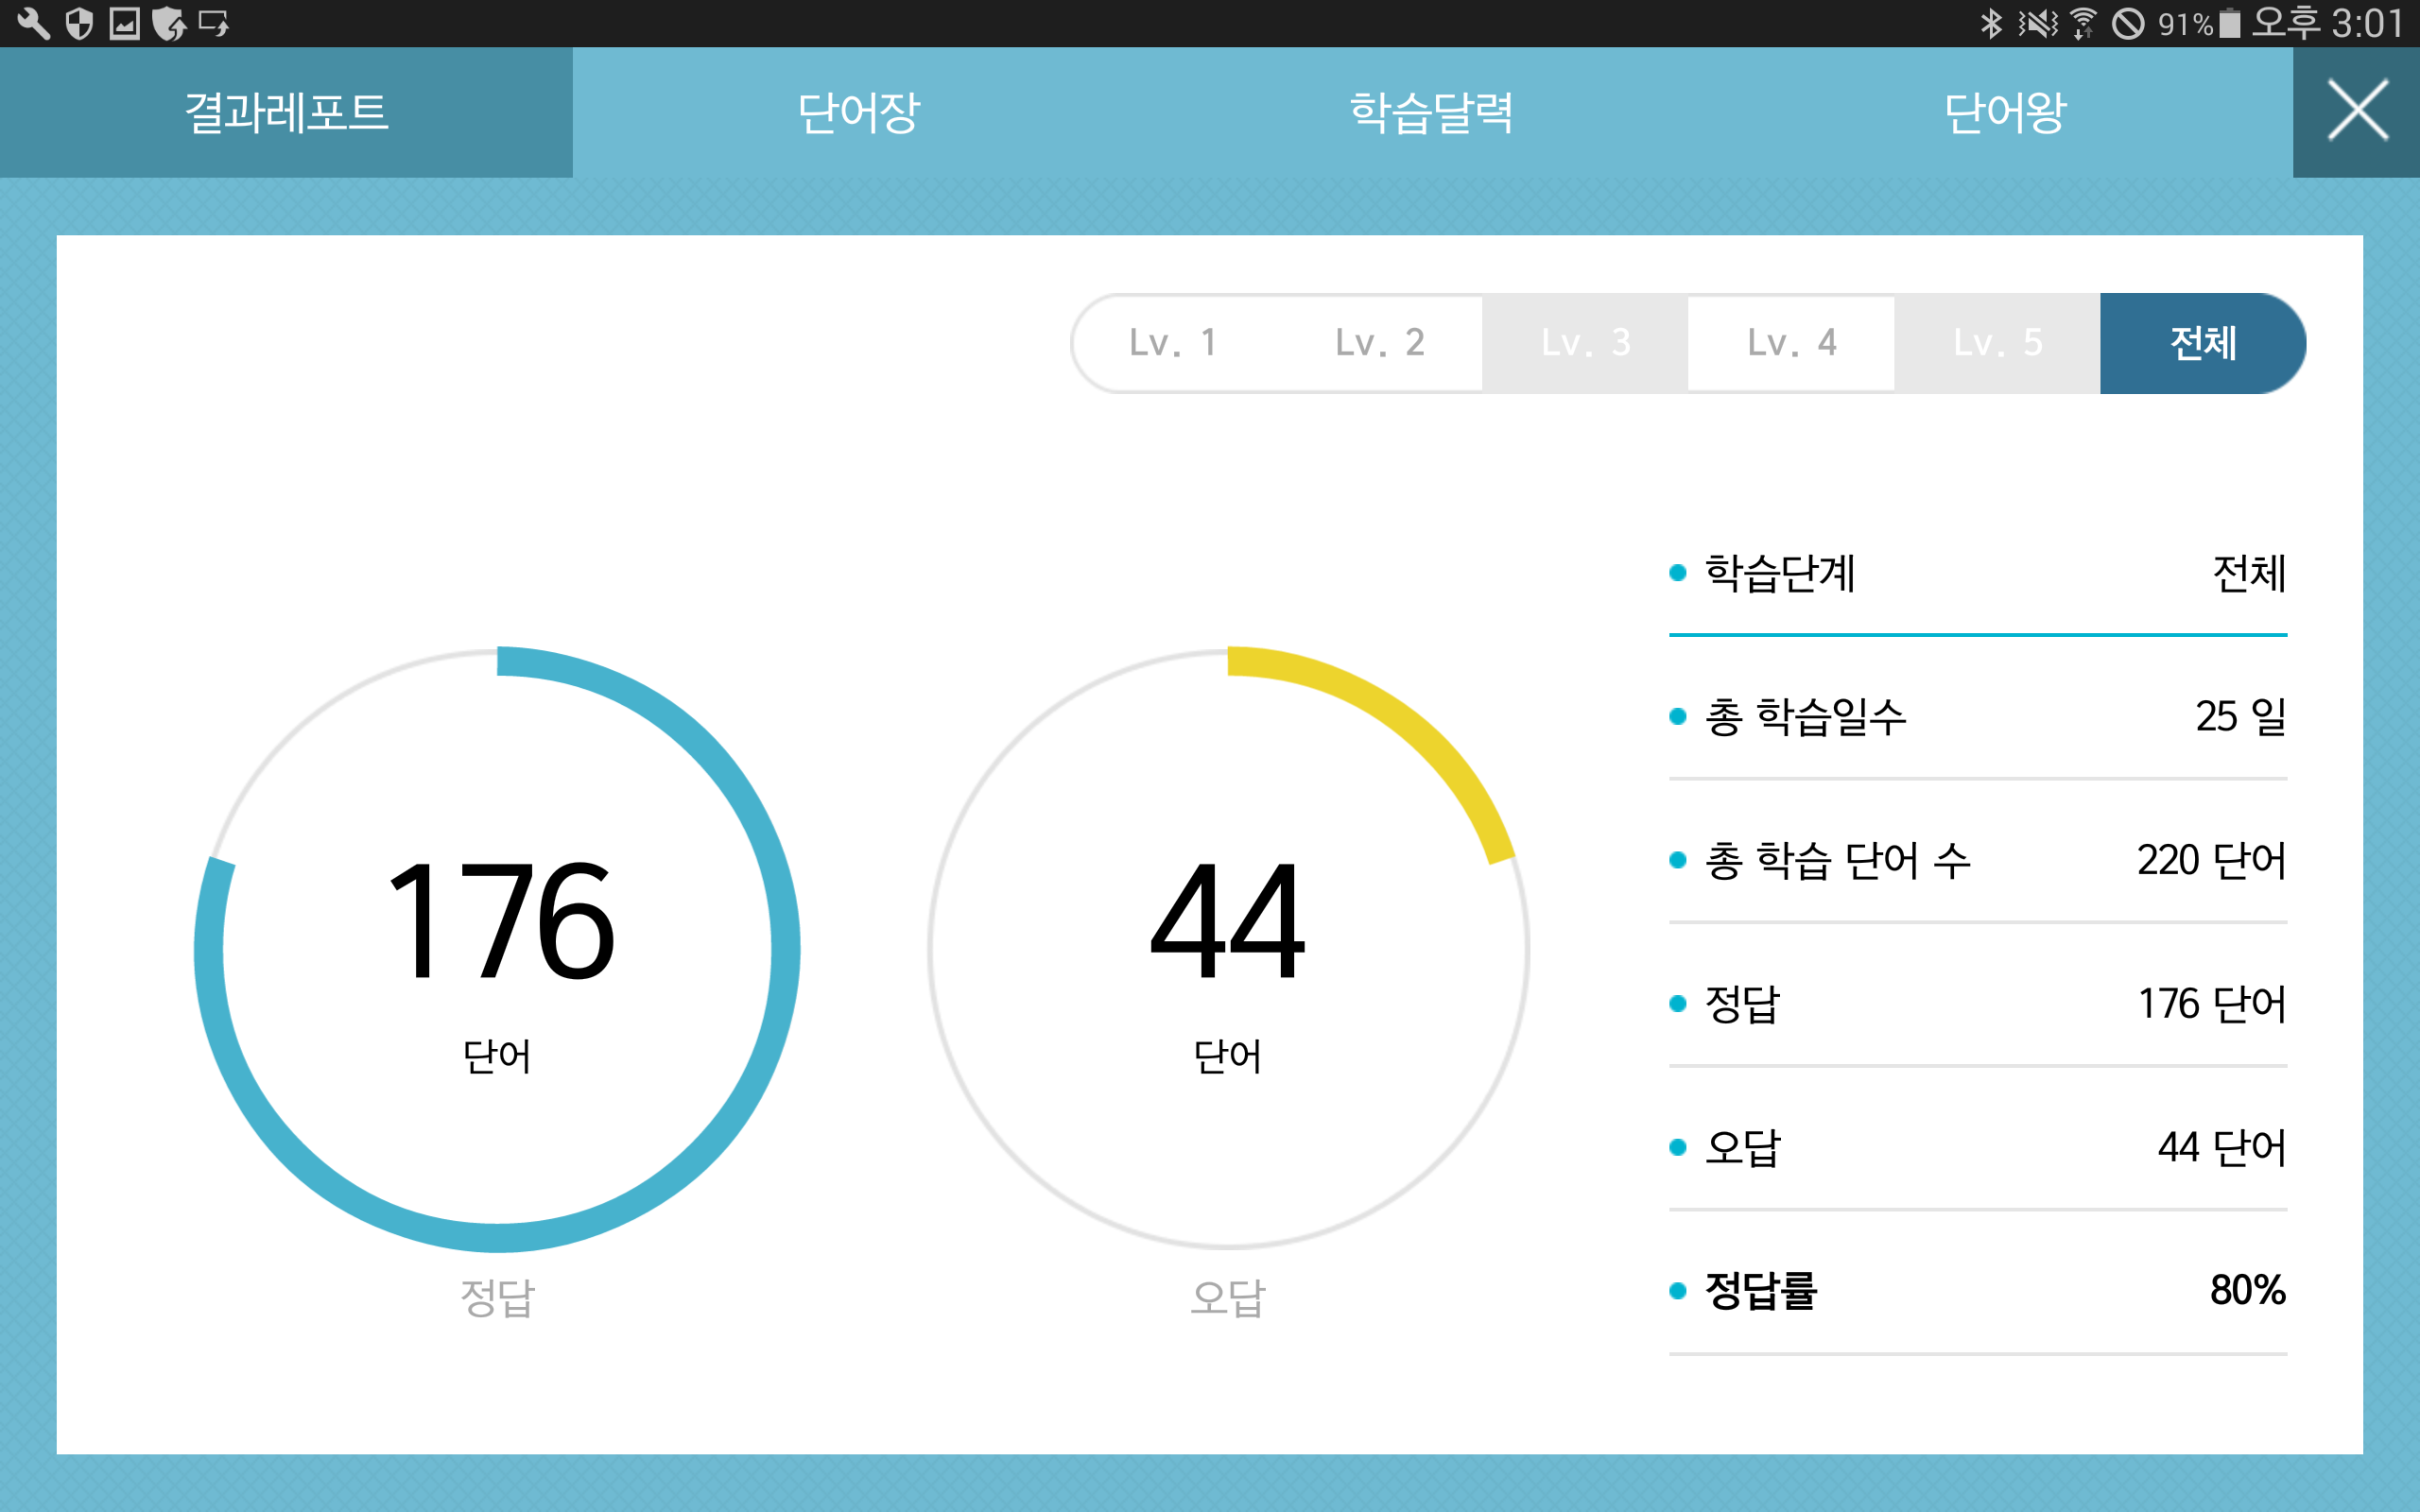 91% 오후 3:01
결과레포트 단어장 학습달력 단어왕
Lv. 1 Lv. 2 Lv. 3 Lv. 4 Lv. 5 전체
176
단어
정답
44
단어
오답
학습단계 전체
총 학습일수 25 일
총 학습 단어 수 220 단어
정답 176 단어
오답 44 단어
정답률 80%